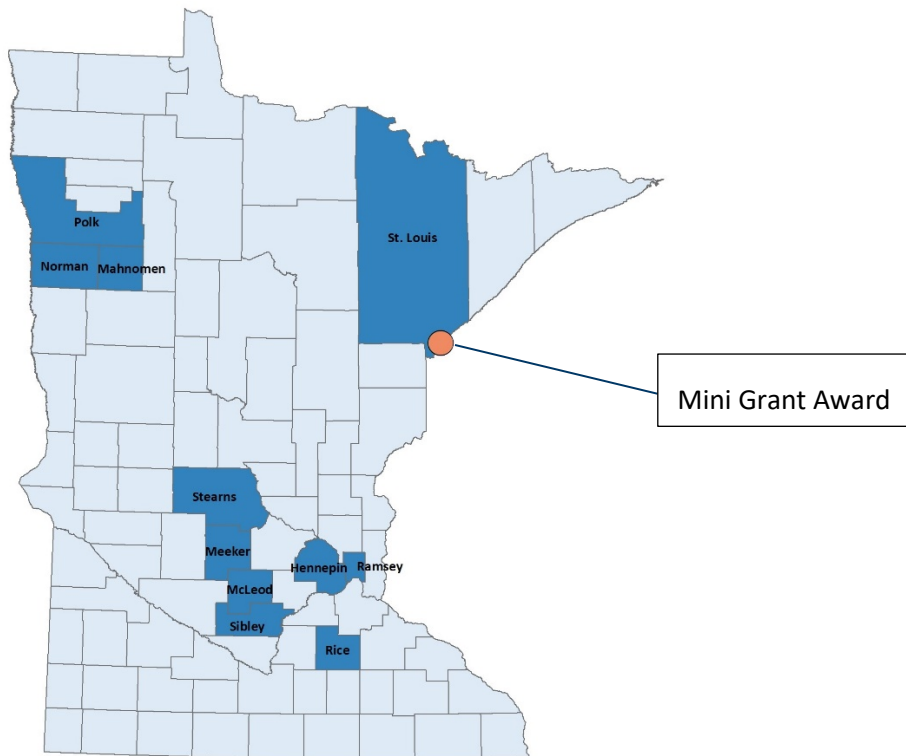 Polk
St. Louis
Norman
Mahnomen
Mini Grant Award
Stearns
Meeker
Hennepin
Ramsey
McLeod
Sibley
Rice